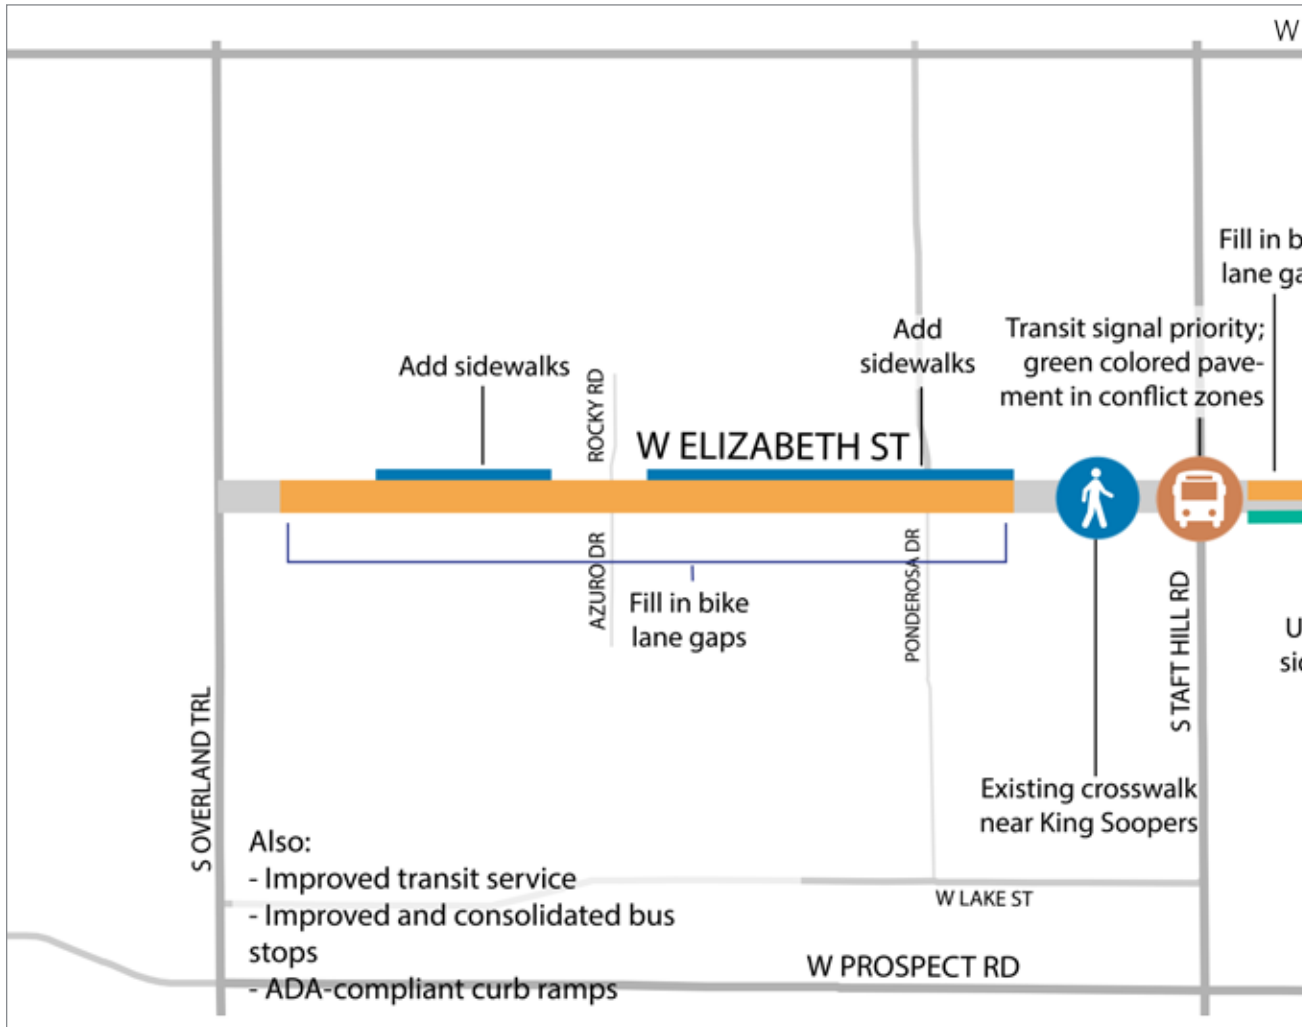 W
Fill in b
lane ga
Add
sidewalks
Transit signal priority;
green colored pave-
ment in conflict zones
Add sidewalks
ROCKY RD
W ELIZABETH ST
AZURO DR
PONDEROSA DR
Fill in bike
lane gaps
S TAFT HILL RD
U
sid
S OVERLAND TRL
Existing crosswalk
near King Soopers
Also:
- Improved transit service
- Improved and consolidated bus
stops
- ADA-compliant curb ramps
W LAKE ST
W PROSPECT RD